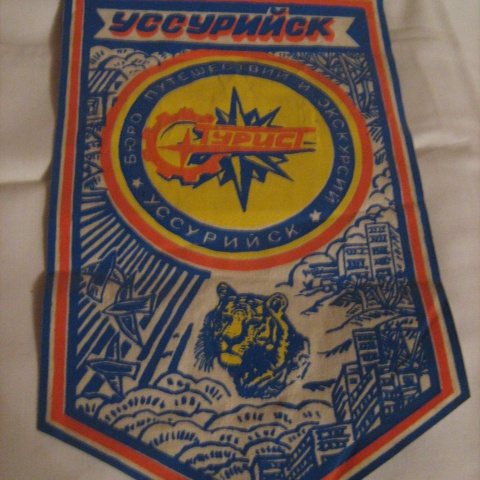 УССУРИЙСК
БЮРО ПУТЕШЕСТВИЙ И ЭКСКУРСИЙ
ТУРИСТ
★ УССУРИЙСК ★